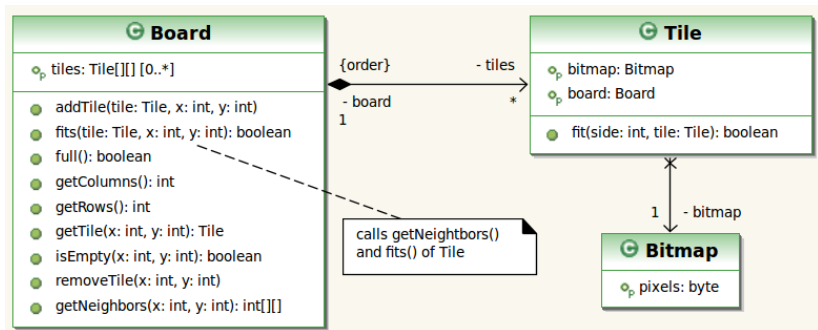 C Board
tiles: Tile[][] [0..*]
addTile(tile: Tile, x: int, y: int)
fits(tile: Tile, x: int, y: int): boolean
full(): boolean
getColumns(): int
getRows(): int
getTile(x: int, y: int): Tile
isEmpty(x: int, y: int): boolean
removeTile(x: int, y: int)
getNeighbors(x: int, y: int): int[][]
{order}
- tiles
- board
*
1
C Tile
bitmap: Bitmap
board: Board
fit(side: int, tile: Tile): boolean
calls getNeightbors()
and fits() of Tile
1
- bitmap
C Bitmap
pixels: byte